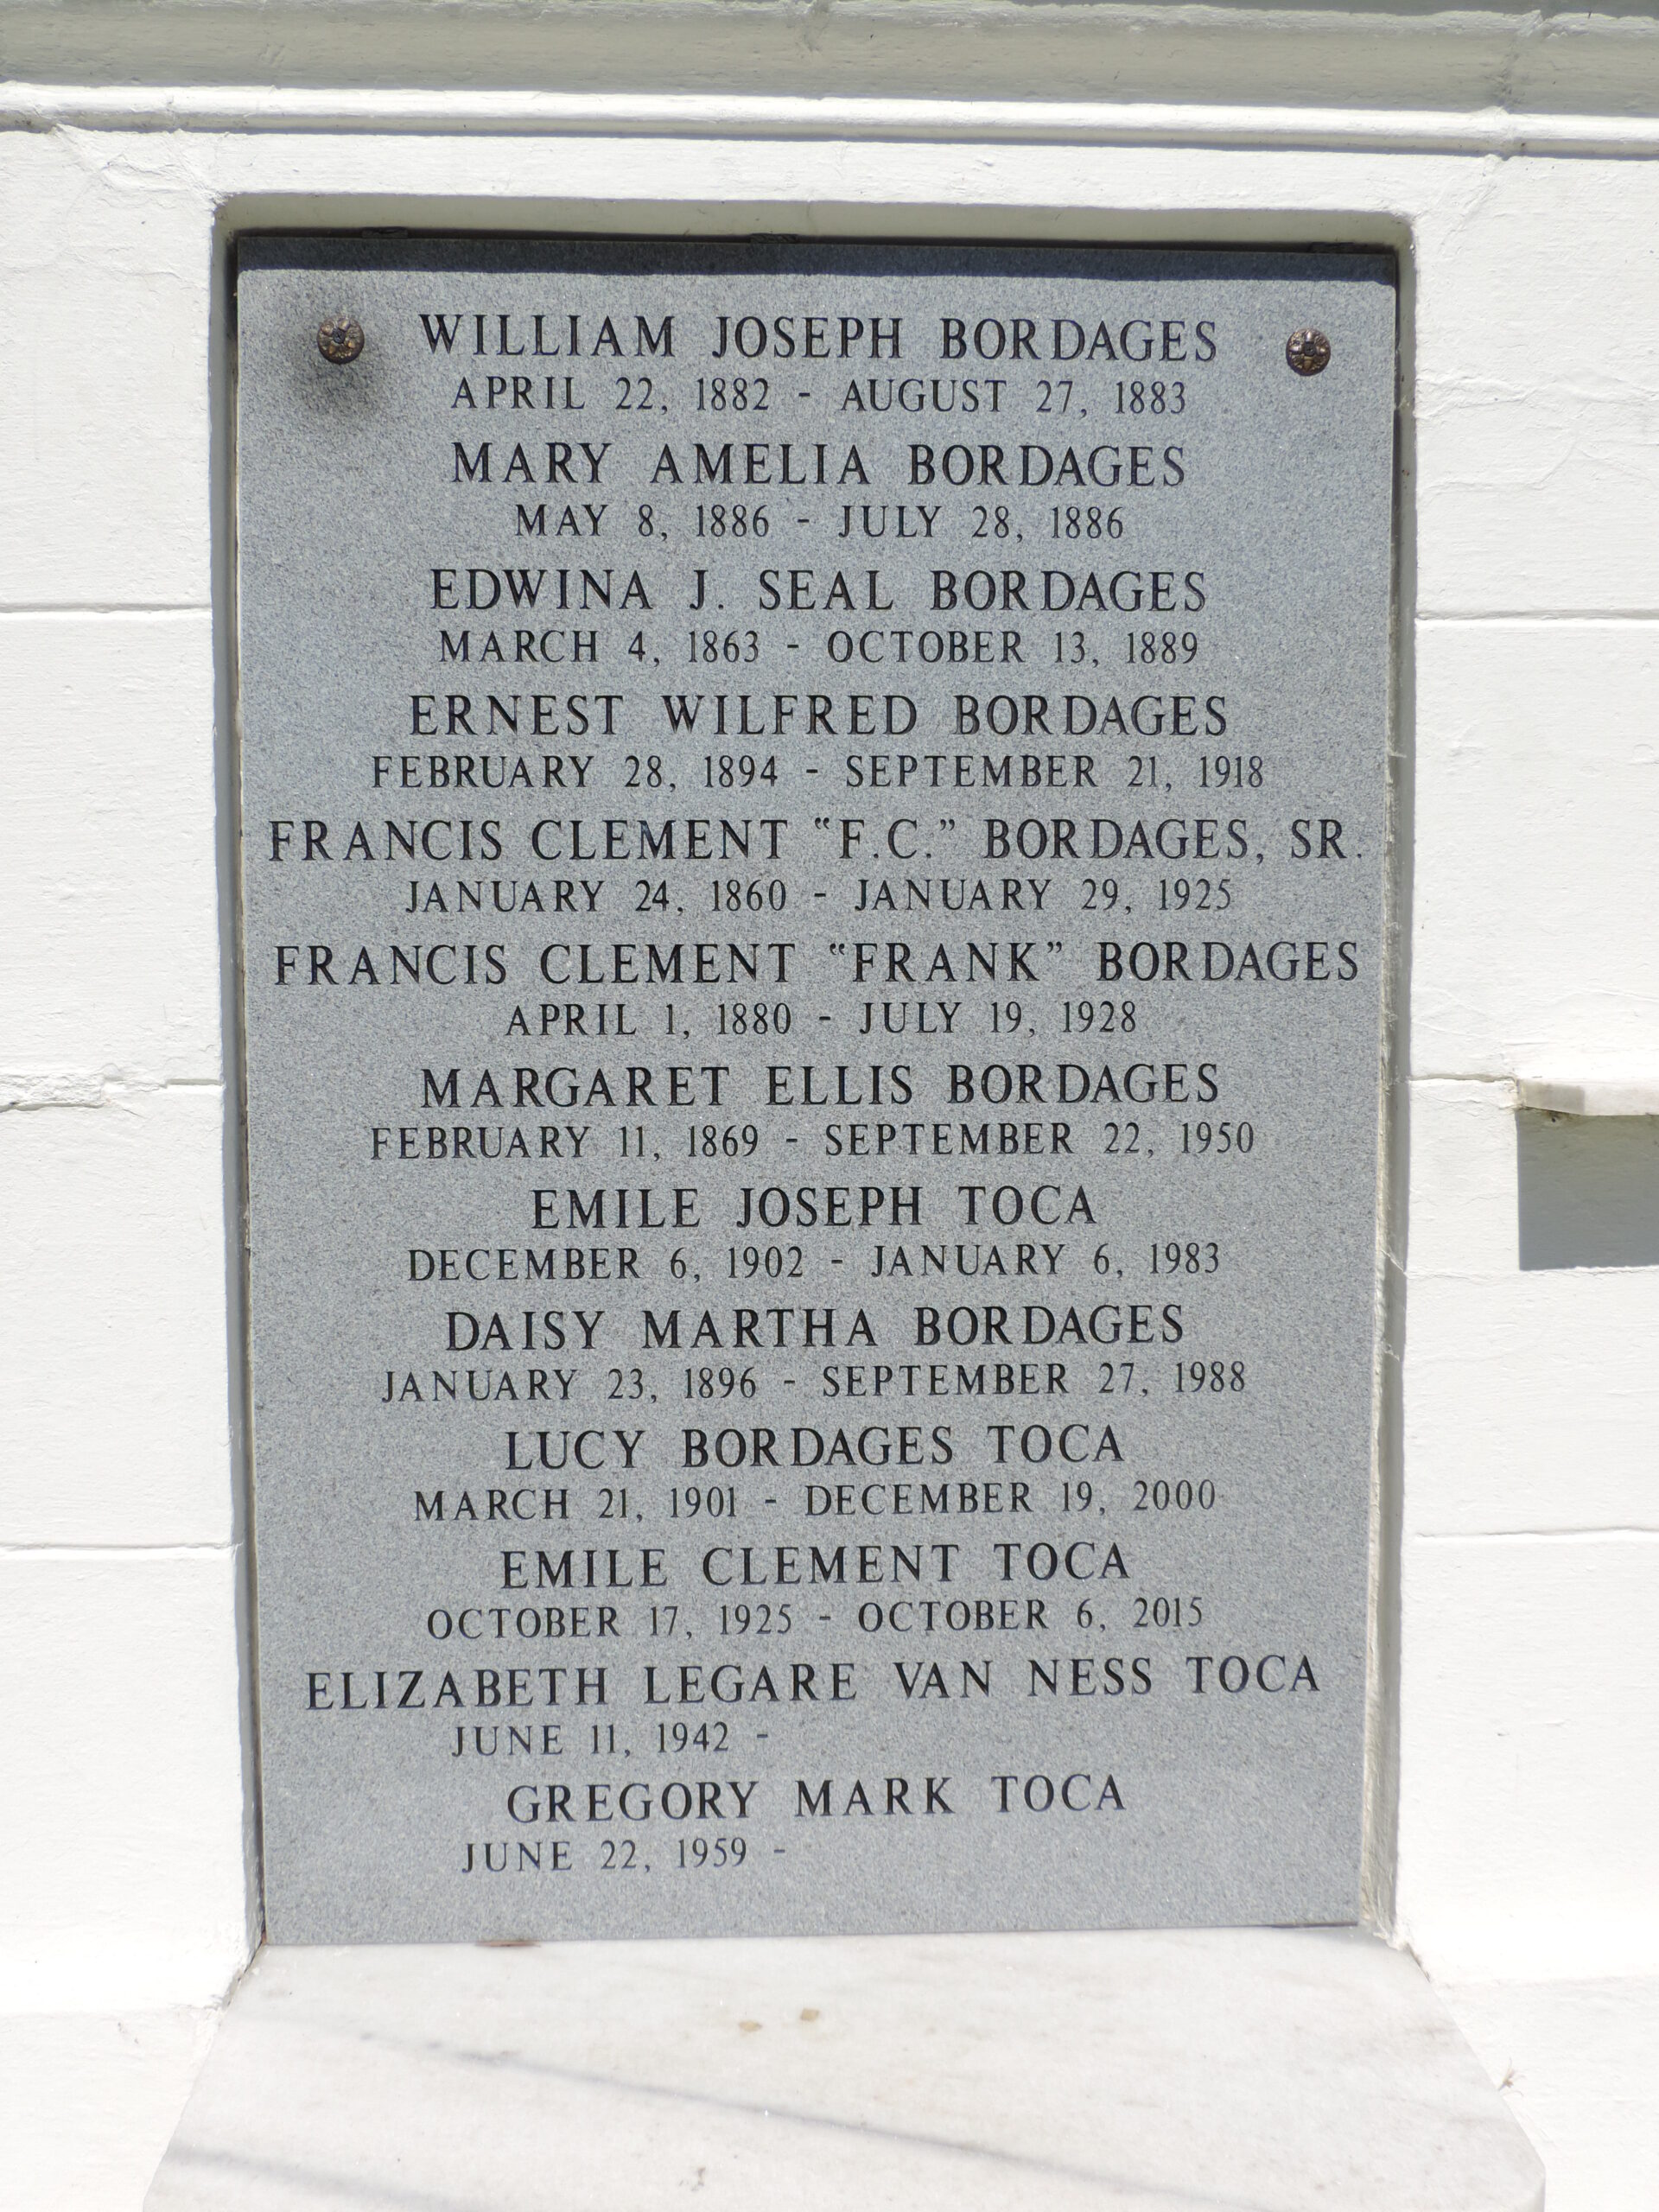 WILLIAM JOSEPH BORDAGES
APRIL 22, 1882 - AUGUST 27, 1883
MARY AMELIA BORDAGES
MAY 8, 1886 - JULY 28, 1886
EDWINA J. SEAL BORDAGES
MARCH 4, 1863 - OCTOBER 13, 1889
ERNEST WILFRED BORDAGES
FEBRUARY 28, 1894 - SEPTEMBER 21, 1918
FRANCIS CLEMENT "F.C." BORDAGES, SR.
JANUARY 24, 1860 - JANUARY 29, 1925
FRANCIS CLEMENT "FRANK" BORDAGES
APRIL 1, 1880 - JULY 19, 1928
MARGARET ELLIS BORDAGES
FEBRUARY 11, 1869 - SEPTEMBER 22, 1950
EMILE JOSEPH TOCA
DECEMBER 6, 1902 - JANUARY 6, 1983
DAISY MARTHA BORDAGES
JANUARY 23, 1896 - SEPTEMBER 27, 1988
LUCY BORDAGES TOCA
MARCH 21, 1901 - DECEMBER 19, 2000
EMILE CLEMENT TOCA
OCTOBER 17, 1925 - OCTOBER 6, 2015
ELIZABETH LEGARE VAN NESS TOCA
JUNE 11, 1942 -
GREGORY MARK TOCA
JUNE 22, 1959 -